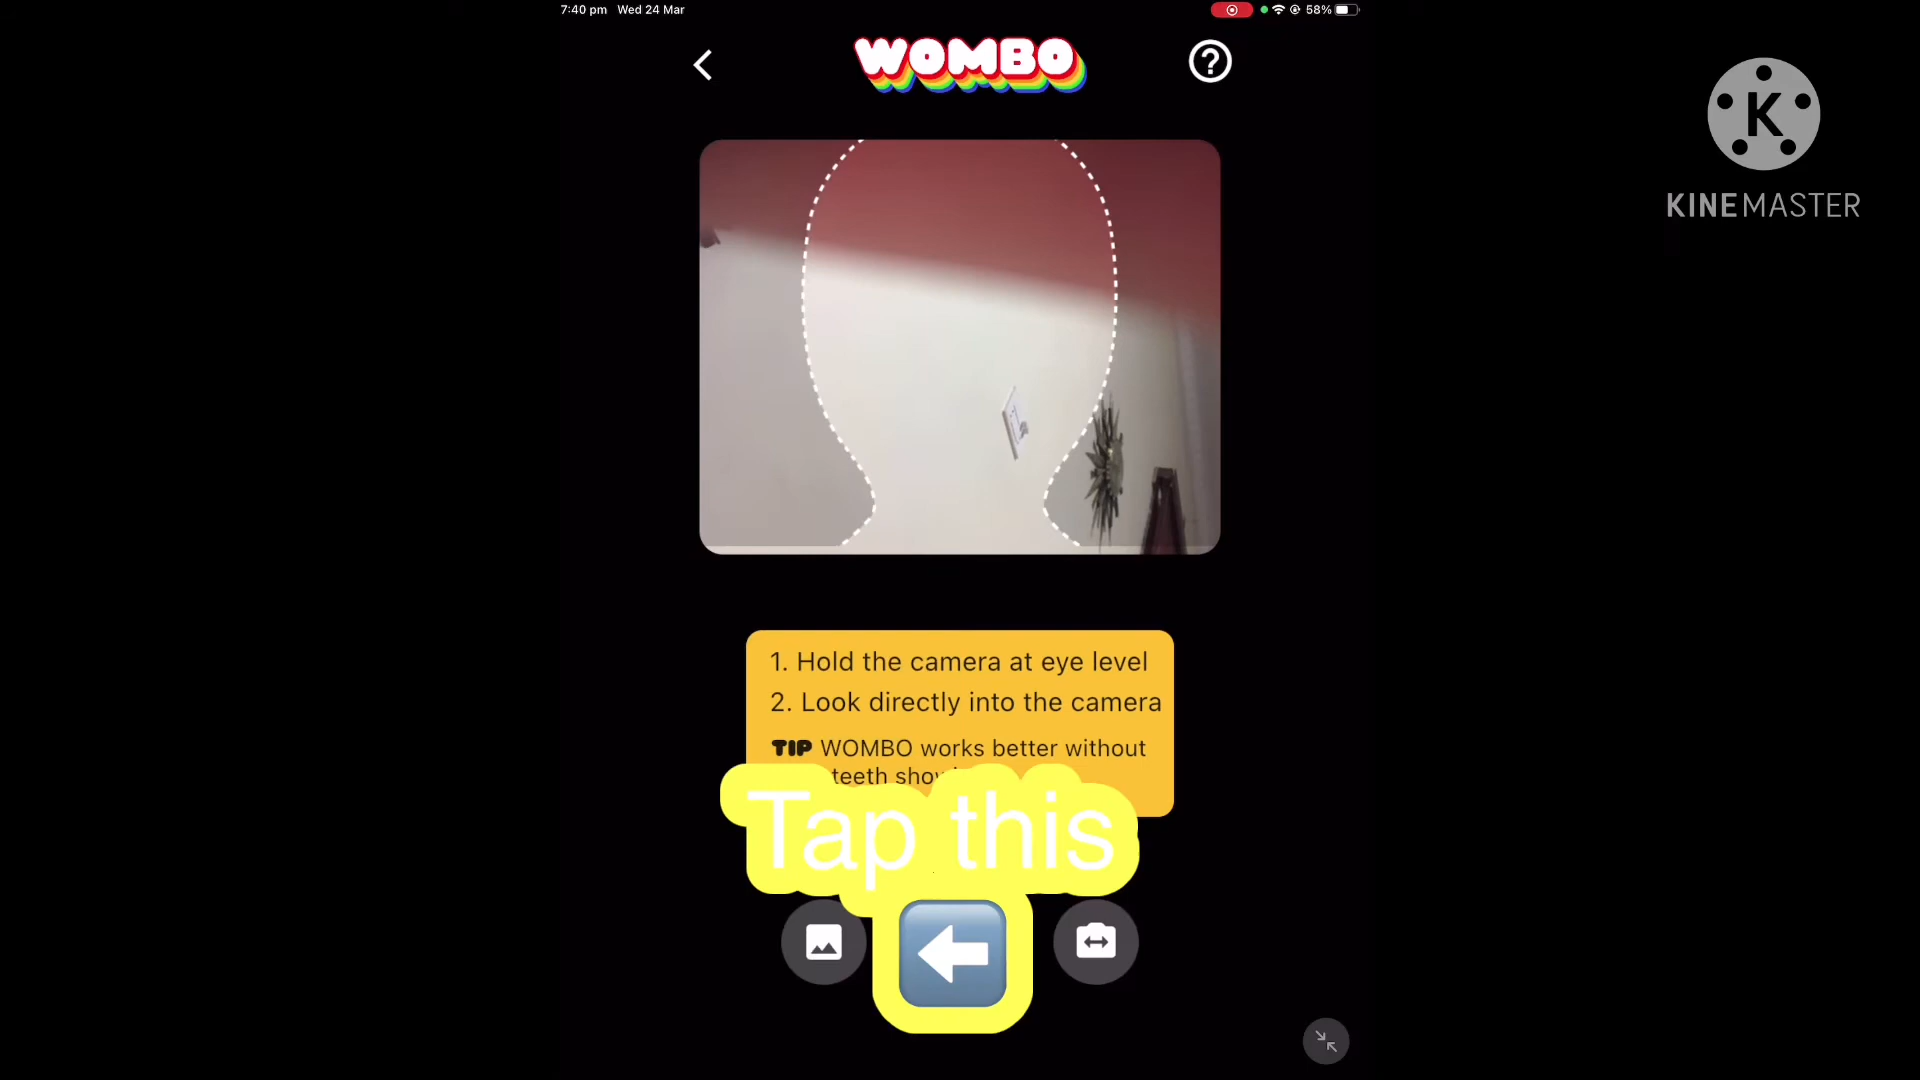 7:40 pm Wed 24 Mar
58%
WOMBO
K
KINEMASTER
1. Hold the camera at eye level
2. Look directly into the camera
TIP WOMBO works better without
teeth
Tap this